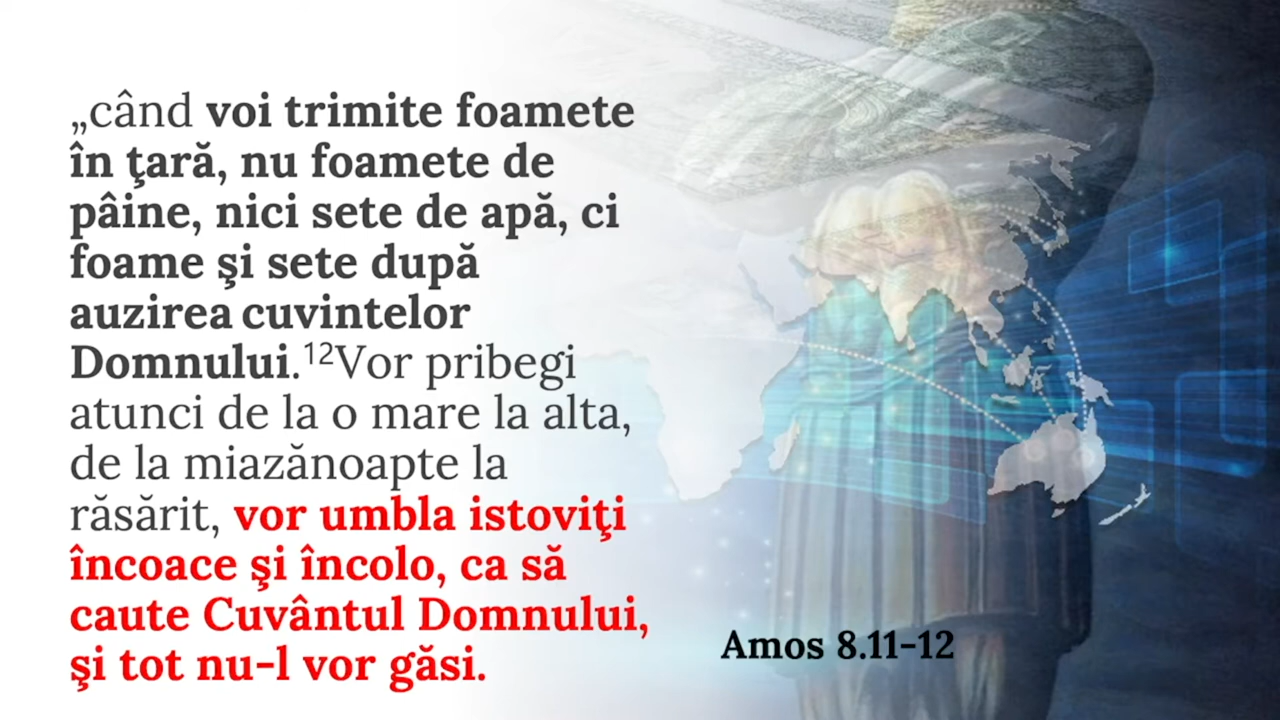 „când voi trimite foamete
în ţară, nu foamete de
pâine, nici sete de apă, ci
foame şi sete după
auzirea cuvintelor
Domnului.¹²Vor pribegi
atunci de la o mare la alta,
de la miazănoapte la
răsărit, vor umbla istoviţi
încoace şi încolo, ca să
caute Cuvântul Domnului,
şi tot nu-l vor găsi.
Amos 8.11-12